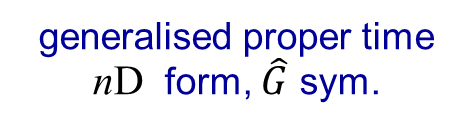 generalised proper time
nD form, Ĝ sym.